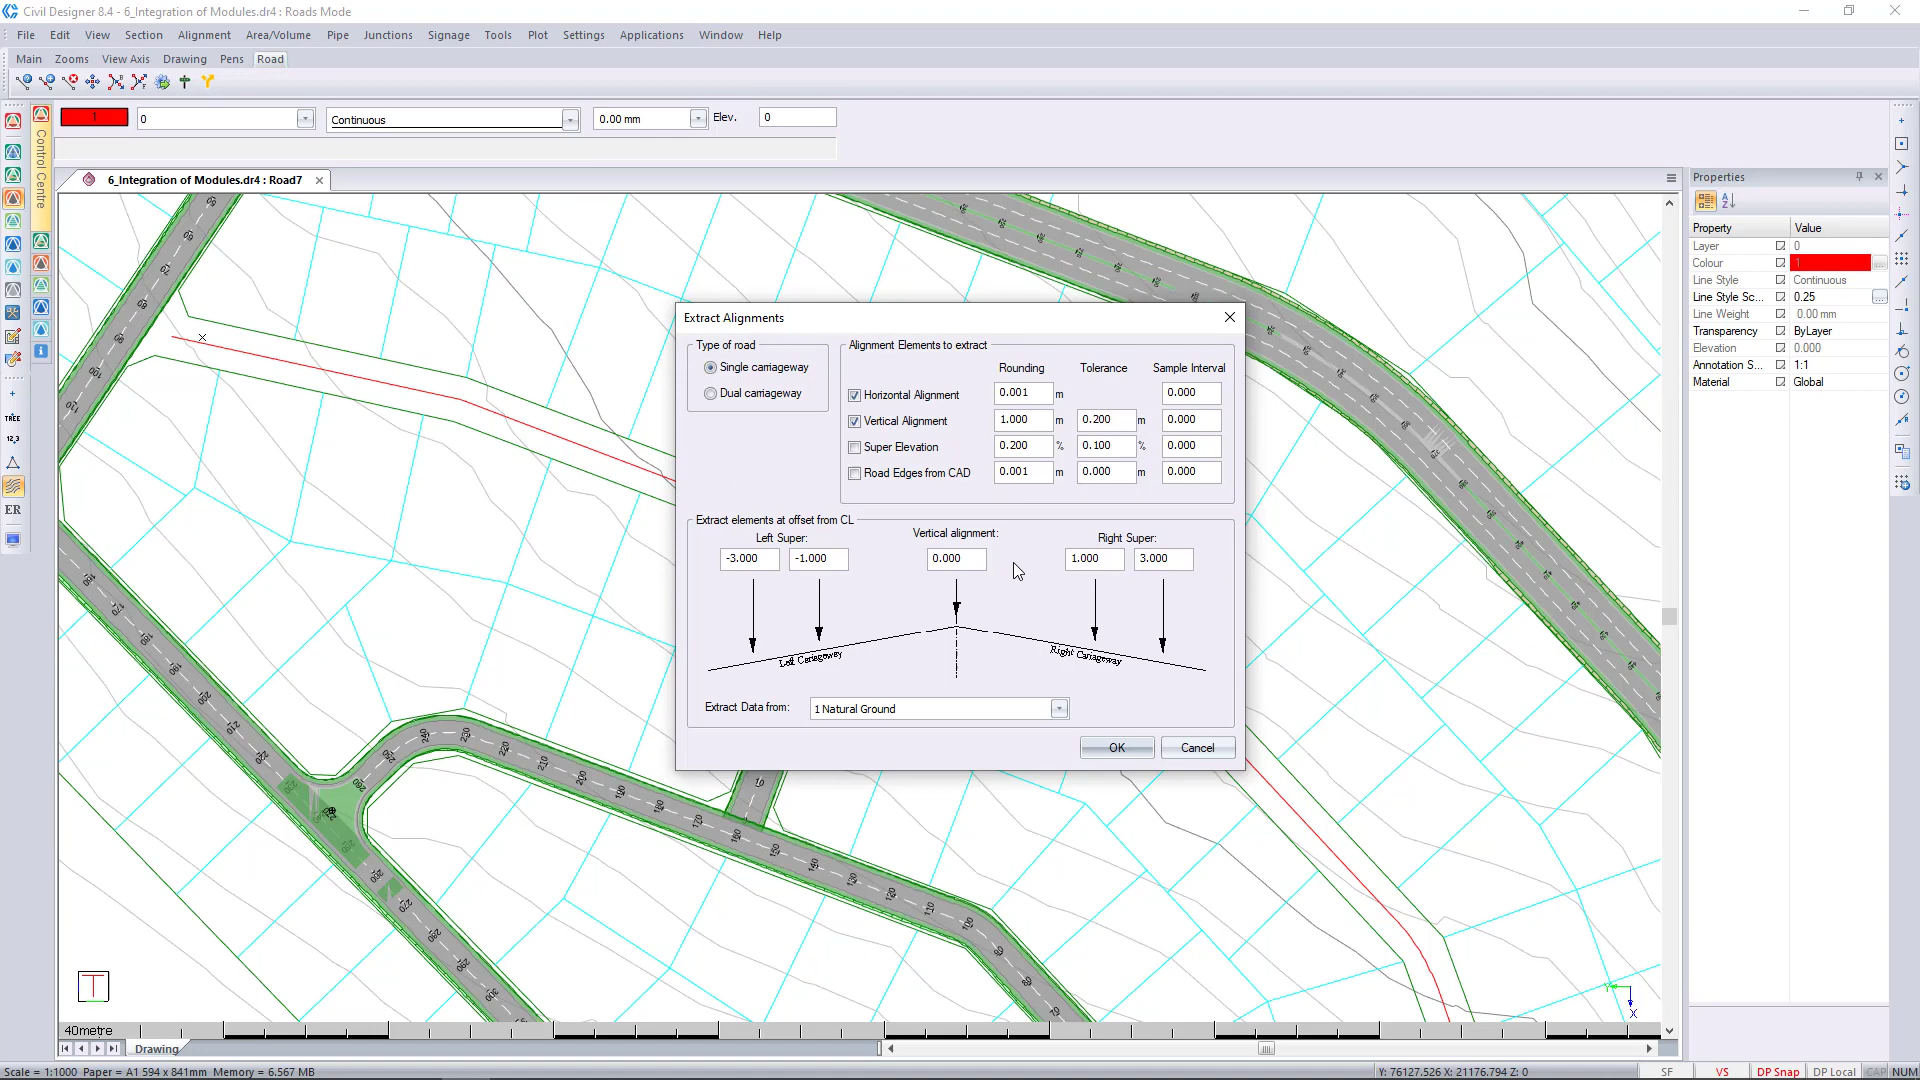 Civil Designer 8.4 - 6_Integration of Modules.dr4 : Roads Mode
File Edit View Section Alignment Area/Volume Pipe Junctions Signage Tools Plot Settings Applications Window Help
Main Zooms View Axis Drawing Pens Road
1 0 Continuous 0.00 mm Elev. 0
Control Centre
6_Integration of Modules.dr4 : Road7
Properties
Property Value
Layer 0
Colour 1
Line Style Continuous
Line Style Sc... 0.25
Line Weight 0.00 mm
Transparency ByLayer
Elevation 0.000
Annotation S... 1:1
Material Global
TREE
12,3
ER
Extract Alignments
Type of road
Single carriageway
Dual carriageway
Alignment Elements to extract
Rounding Tolerance Sample Interval
Horizontal Alignment 0.001 m 0.000
Vertical Alignment 1.000 m 0.200 m 0.000
Super Elevation 0.200 % 0.100 % 0.000
Road Edges from CAD 0.001 m 0.000 m 0.000
Extract elements at offset from CL
Left Super: Vertical alignment: Right Super:
-3.000 -1.000 0.000 1.000 3.000
Left Cariageway Right Cariageway
Extract Data from: 1 Natural Ground
OK Cancel
T
Y
X
40metre
Drawing
Scale = 1:1000 Paper = A1 594 x 841mm Memory = 6.567 MB Y: 76127.526 X: 21176.794 Z: 0 SF VS DP Snap DP Local CAP NUM